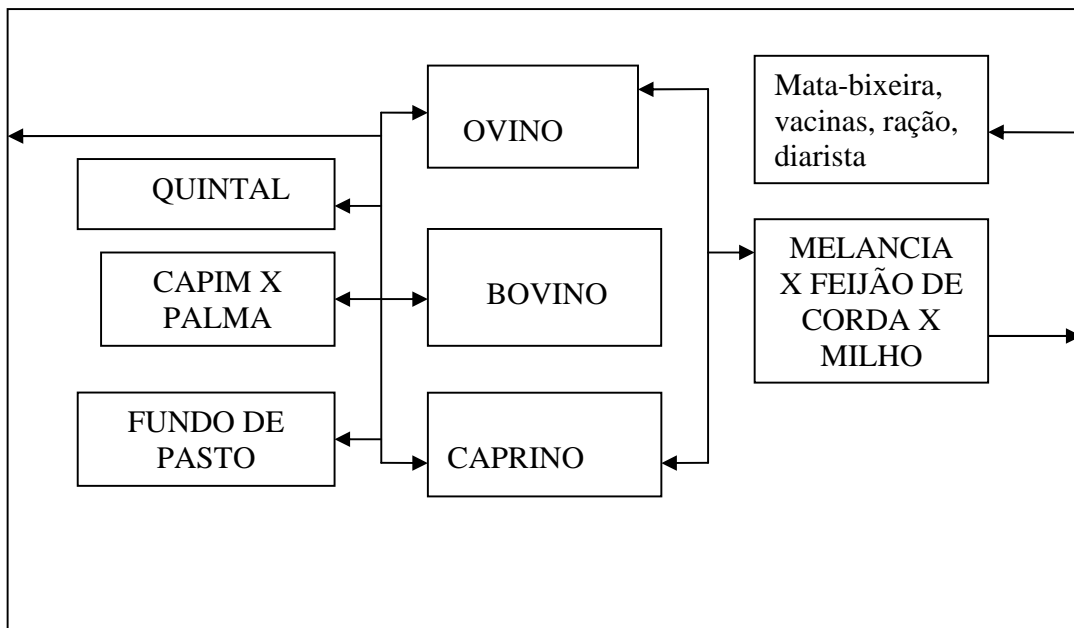 OVINO
Mata-bixeira,
vacinas, ração,
diarista
QUINTAL
MELANCIA
X FEIJÃO DE
CORDA X
MILHO
CAPIM X
PALMA
BOVINO
FUNDO DE
PASTO
CAPRINO